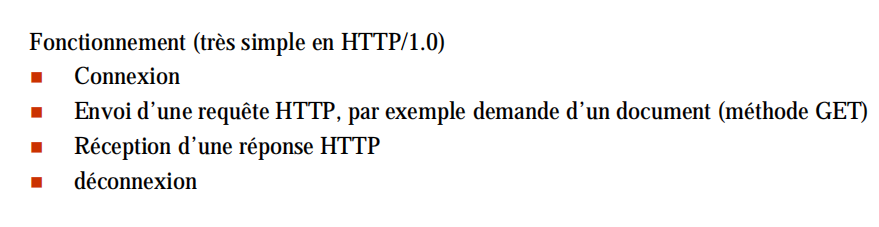 Fonctionnement (très simple en HTTP/1.0)
Connexion
Envoi d'une requête HTTP, par exemple demande d'un document (méthode GET)
Réception d'une réponse HTTP
déconnexion